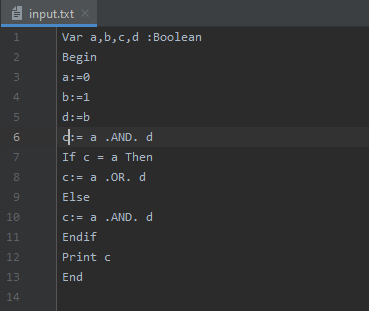 input.txt
1 Var a,b,c,d :Boolean
2 Begin
3 a:=0
4 b:=1
5 d:=b
6 c:= a .AND. d
7 If c = a Then
8 c:= a .OR. d
9 Else
10 c:= a .AND. d
11 Endif
12 Print c
13 End
14